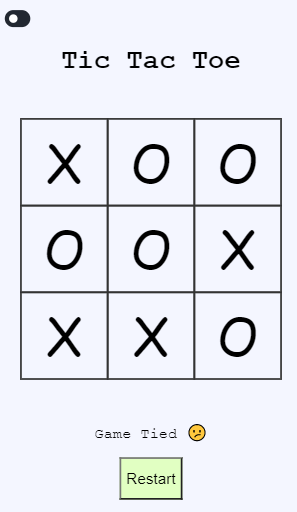 Tic Tac Toe
X O O
O O X
X X O
Game Tied 😕
Restart